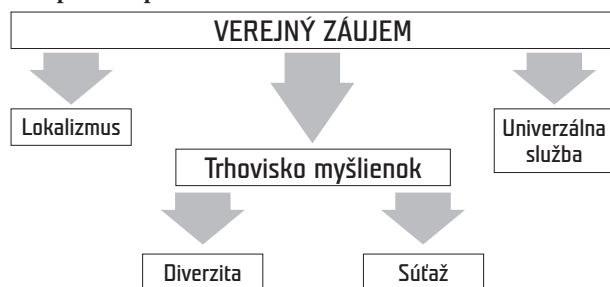 VEREJNÝ ZÁUJEM
Lokalizmus
Univerzálna
služba
Trhovisko myšlienok
Diverzita
Súťaž